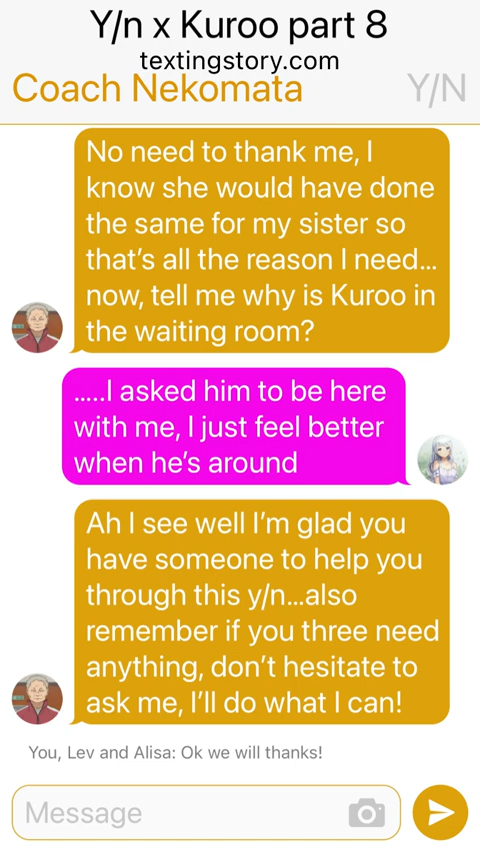 Y/n x Kuroo part 8
textingstory.com
Coach Nekomata
Y/N
No need to thank me, I
know she would have done
the same for my sister so
that's all the reason I need...
now, tell me why is Kuroo in
the waiting room?
.....I asked him to be here
with me, I just feel better
when he's around
Ah I see well I'm glad you
have someone to help you
through this y/n...also
remember if you three need
anything, don't hesitate to
ask me, I'll do what I can!
You, Lev and Alisa: Ok we will thanks!
Message